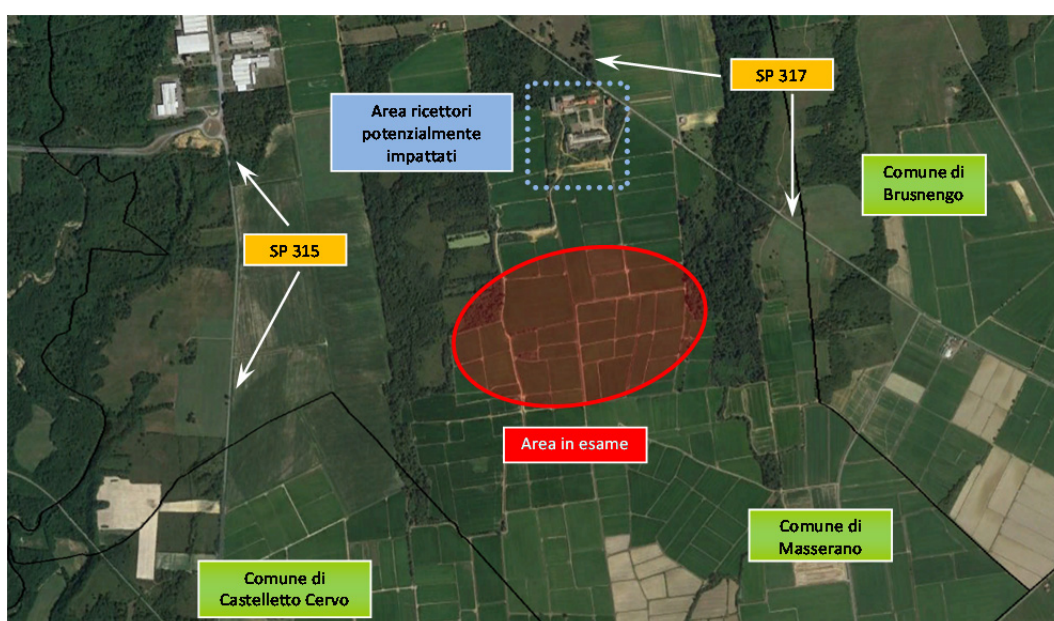 SP 317
Area ricettori
potenzialmente
impattati
Comune di
Brusnengo
SP 315
Area in esame
Comune di
Masserano
Comune di
Castelletto Cervo